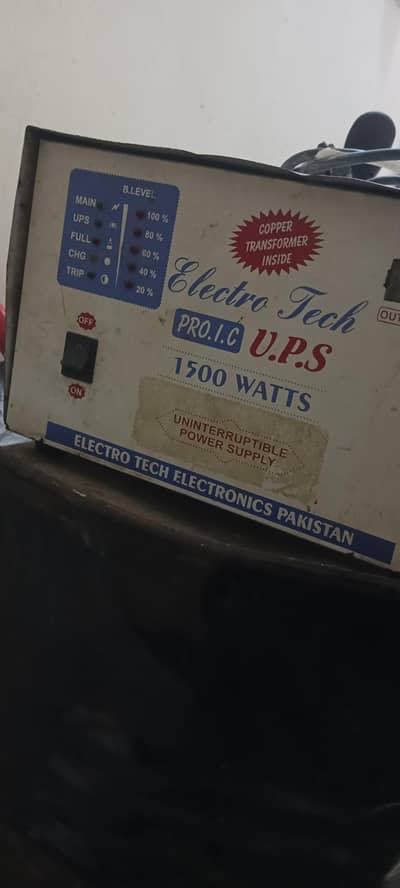 B.LEVEL
MAIN
UPS
FULL
CHG
TRIP
100 %
80 %
60 %
40 %
20 %
COPPER
TRANSFORMER
INSIDE
Electro Tech
PRO.I.C
U.P.S
1500 WATTS
OFF
ON
UNINTERRUPTIBLE
POWER SUPPLY
ELECTRO TECH ELECTRONICS PAKISTAN
OUT